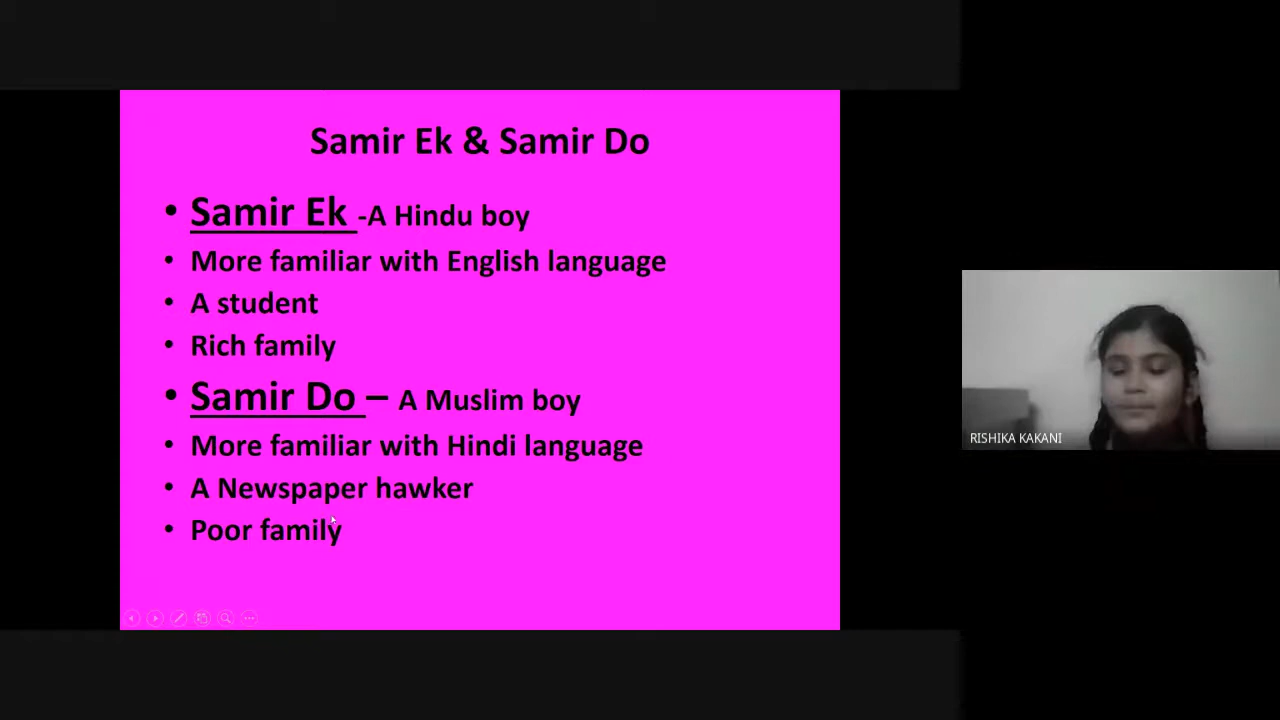 Samir Ek & Samir Do
• Samir Ek -A Hindu boy
• More familiar with English language
• A student
• Rich family
• Samir Do – A Muslim boy
• More familiar with Hindi language
• A Newspaper hawker
• Poor family
RISHIKA KAKANI